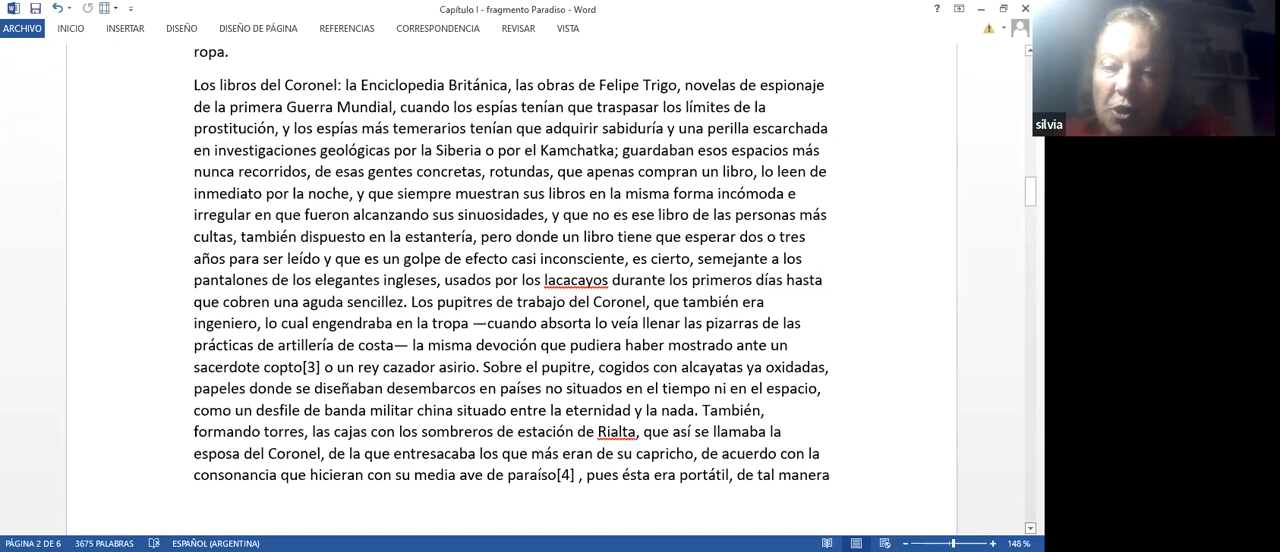 Capítulo I - fragmento Paradiso - Word
ARCHIVO INICIO INSERTAR DISEÑO DISEÑO DE PÁGINA REFERENCIAS CORRESPONDENCIA REVISAR VISTA
ropa.
Los libros del Coronel: la Enciclopedia Británica, las obras de Felipe Trigo, novelas de espionaje
de la primera Guerra Mundial, cuando los espías tenían que traspasar los límites de la
prostitución, y los espías más temerarios tenían que adquirir sabiduría y una perilla escarchada
en investigaciones geológicas por la Siberia o por el Kamchatka; guardaban esos espacios más
nunca recorridos, de esas gentes concretas, rotundas, que apenas compran un libro, lo leen de
inmediato por la noche, y que siempre muestran sus libros en la misma forma incómoda e
irregular en que fueron alcanzando sus sinuosidades, y que no es ese libro de las personas más
cultas, también dispuesto en la estantería, pero donde un libro tiene que esperar dos o tres
años para ser leído y que es un golpe de efecto casi inconsciente, es cierto, semejante a los
pantalones de los elegantes ingleses, usados por los lacacayos durante los primeros días hasta
que cobren una aguda sencillez. Los pupitres de trabajo del Coronel, que también era
ingeniero, lo cual engendraba en la tropa —cuando absorta lo veía llenar las pizarras de las
prácticas de artillería de costa— la misma devoción que pudiera haber mostrado ante un
sacerdote copto[3] o un rey cazador asirio. Sobre el pupitre, cogidos con alcayatas ya oxidadas,
papeles donde se diseñaban desembarcos en países no situados en el tiempo ni en el espacio,
como un desfile de banda militar china situado entre la eternidad y la nada. También,
formando torres, las cajas con los sombreros de estación de Rialta, que así se llamaba la
esposa del Coronel, de la que entresacaba los que más eran de su capricho, de acuerdo con la
consonancia que hicieran con su media ave de paraíso[4] , pues ésta era portátil, de tal manera
silvia
PÁGINA 2 DE 6 3675 PALABRAS ESPAÑOL (ARGENTINA) 148 %